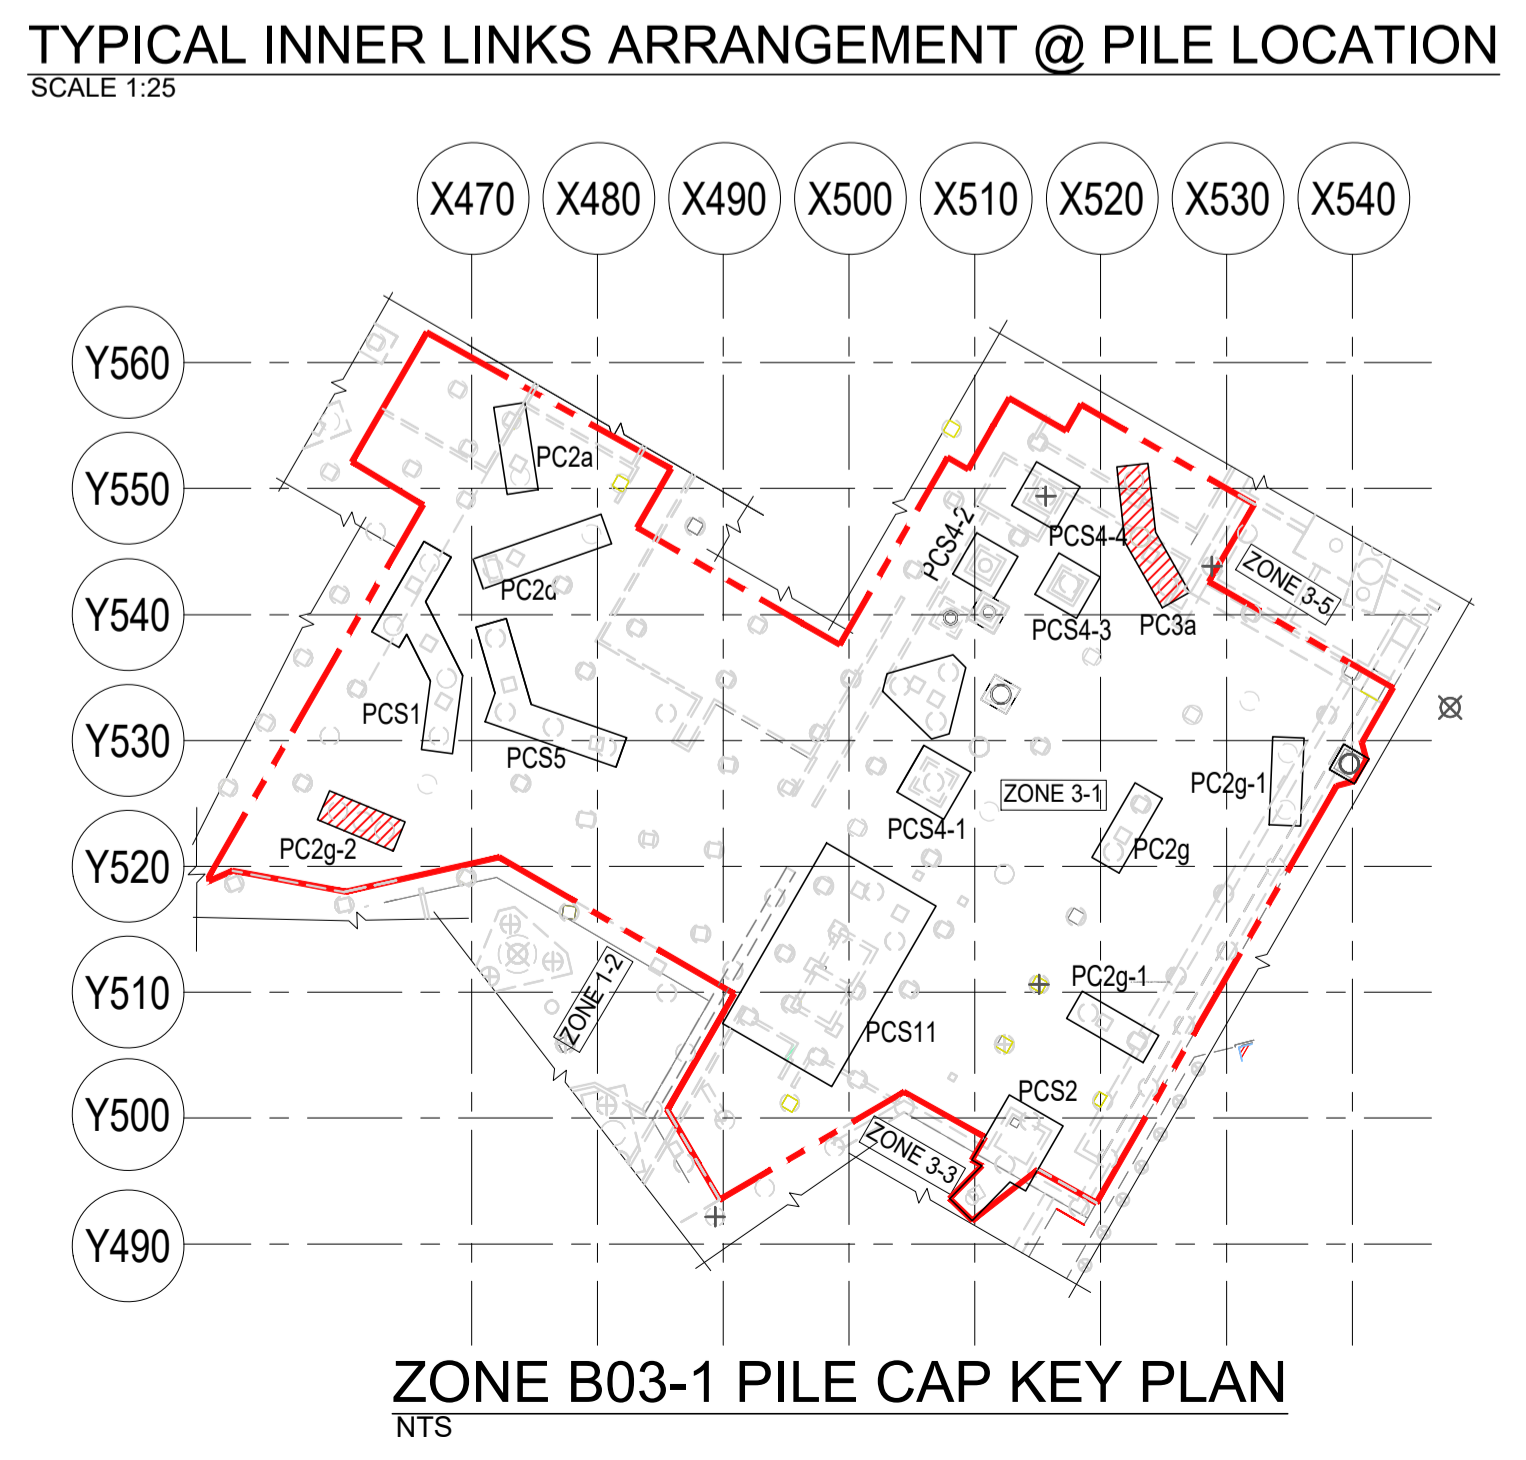 TYPICAL INNER LINKS ARRANGEMENT @ PILE LOCATION
SCALE 1:25
X470 X480 X490 X500 X510 X520 X530 X540
Y560
Y550
Y540
Y530
Y520
Y510
Y500
Y490
PC2a
PC2d
PCS1
PCS5
PC2g-2
PCS4-2
PCS4-4
PCS4-3
PC3a
ZONE 3-5
PCS4-1
ZONE 3-1
PC2g-1
PC2g
PC2g-1
PCS11
PCS2
ZONE 1-2
ZONE 3-3
ZONE B03-1 PILE CAP KEY PLAN
NTS